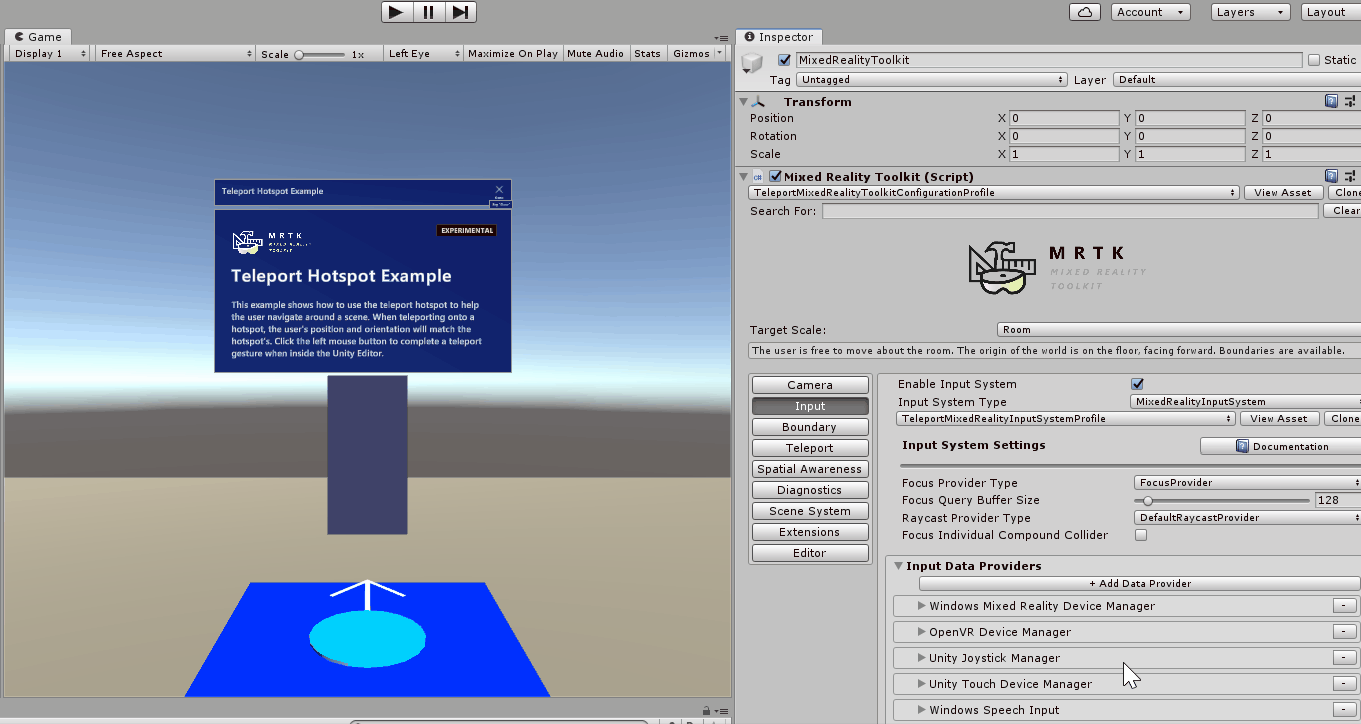 Account
Layers
Layout
Game
Display 1
Free Aspect
Scale
1x
Left Eye
Maximize On Play
Mute Audio
Stats
Gizmos
Teleport Hotspot Example
MRTK
EXPERIMENTAL
Teleport Hotspot Example
This example shows how to use the teleport hotspot to help
the user navigate around a scene. When teleporting onto a
hotspot, the user's position and orientation will match the
hotspot's. Click the left mouse button to complete a teleport
gesture when inside the Unity Editor.
Inspector
MixedRealityToolkit
Static
Tag Untagged
Layer Default
Transform
Position X 0 Y 0 Z 0
Rotation X 0 Y 0 Z 0
Scale X 1 Y 1 Z 1
Mixed Reality Toolkit (Script)
TeleportMixedRealityToolkitConfigurationProfile
View Asset
Clone
Search For:
Clear
MRTK
MIXED REALITY
TOOLKIT
Target Scale: Room
The user is free to move about the room. The origin of the world is on the floor, facing forward. Boundaries are available.
Camera
Input
Boundary
Teleport
Spatial Awareness
Diagnostics
Scene System
Extensions
Editor
Enable Input System
Input System Type MixedRealityInputSystem
TeleportMixedRealityInputSystemProfile
View Asset
Clone
Input System Settings
Documentation
Focus Provider Type FocusProvider
Focus Query Buffer Size 128
Raycast Provider Type DefaultRaycastProvider
Focus Individual Compound Collider
Input Data Providers
+ Add Data Provider
Windows Mixed Reality Device Manager -
OpenVR Device Manager -
Unity Joystick Manager -
Unity Touch Device Manager -
Windows Speech Input -